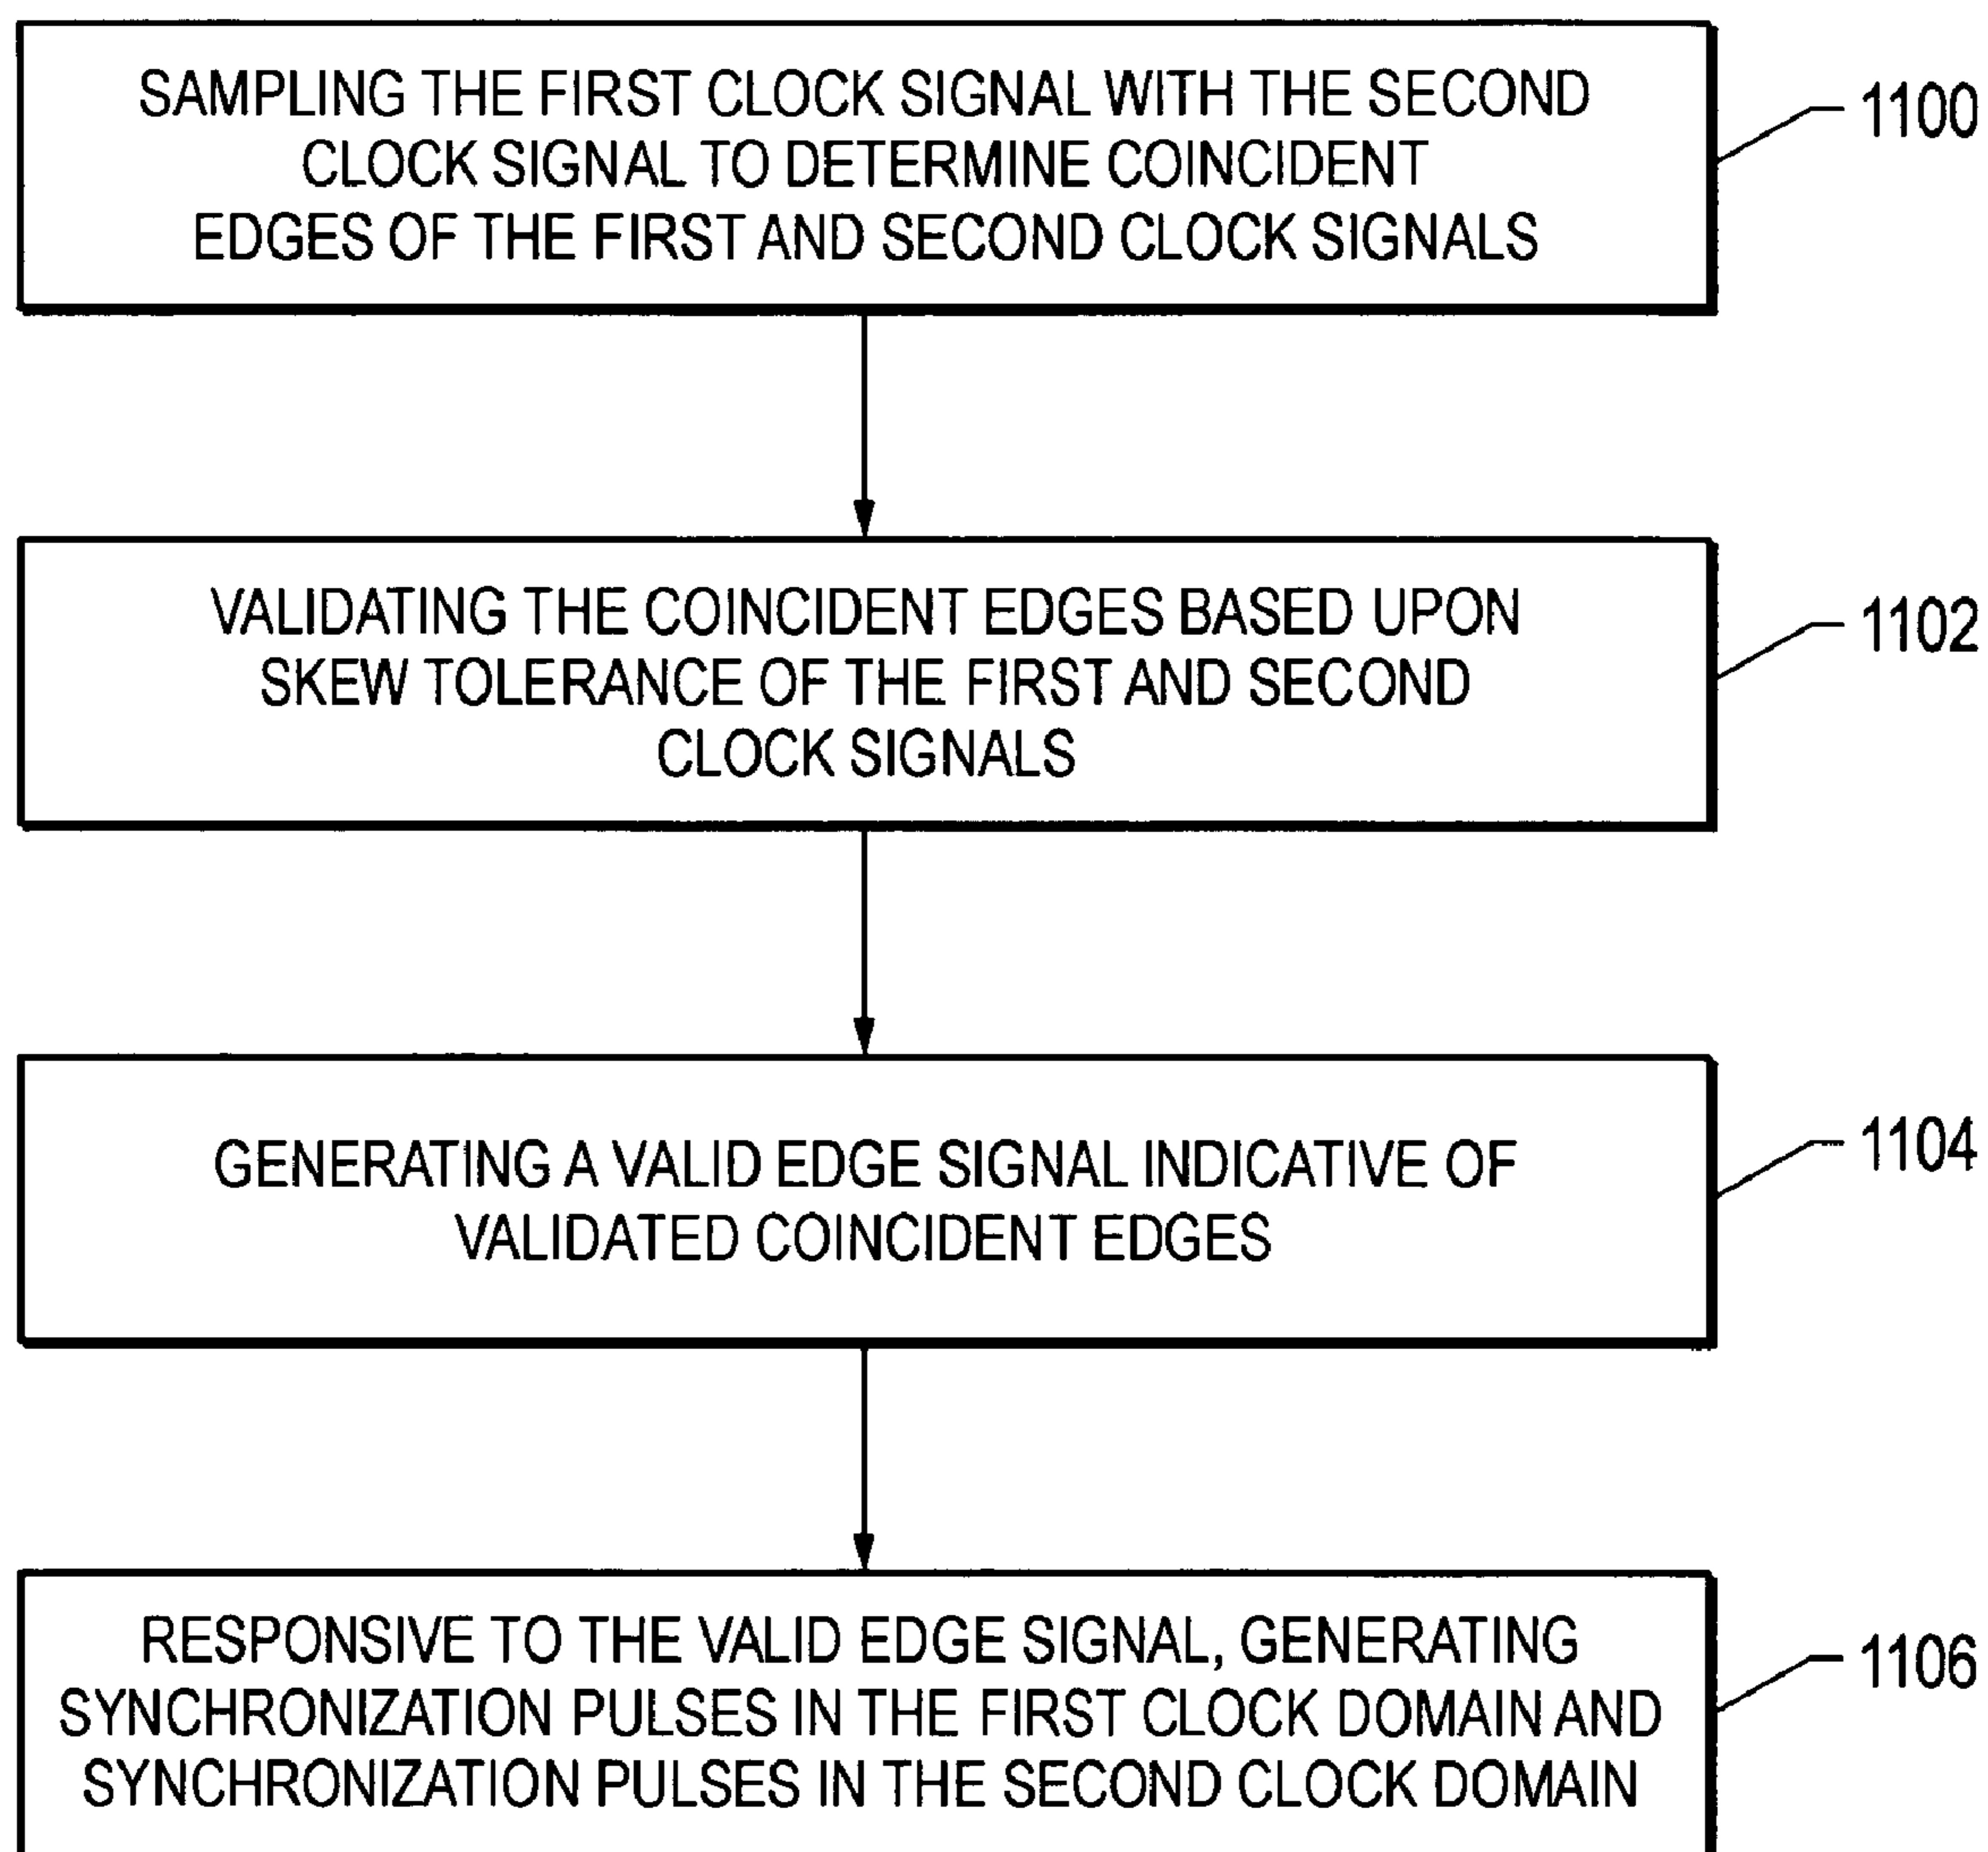 SAMPLING THE FIRST CLOCK SIGNAL WITH THE SECOND
CLOCK SIGNAL TO DETERMINE COINCIDENT
EDGES OF THE FIRST AND SECOND CLOCK SIGNALS
1100
VALIDATING THE COINCIDENT EDGES BASED UPON
SKEW TOLERANCE OF THE FIRST AND SECOND
CLOCK SIGNALS
1102
GENERATING A VALID EDGE SIGNAL INDICATIVE OF
VALIDATED COINCIDENT EDGES
1104
RESPONSIVE TO THE VALID EDGE SIGNAL, GENERATING
SYNCHRONIZATION PULSES IN THE FIRST CLOCK DOMAIN AND
SYNCHRONIZATION PULSES IN THE SECOND CLOCK DOMAIN
1106